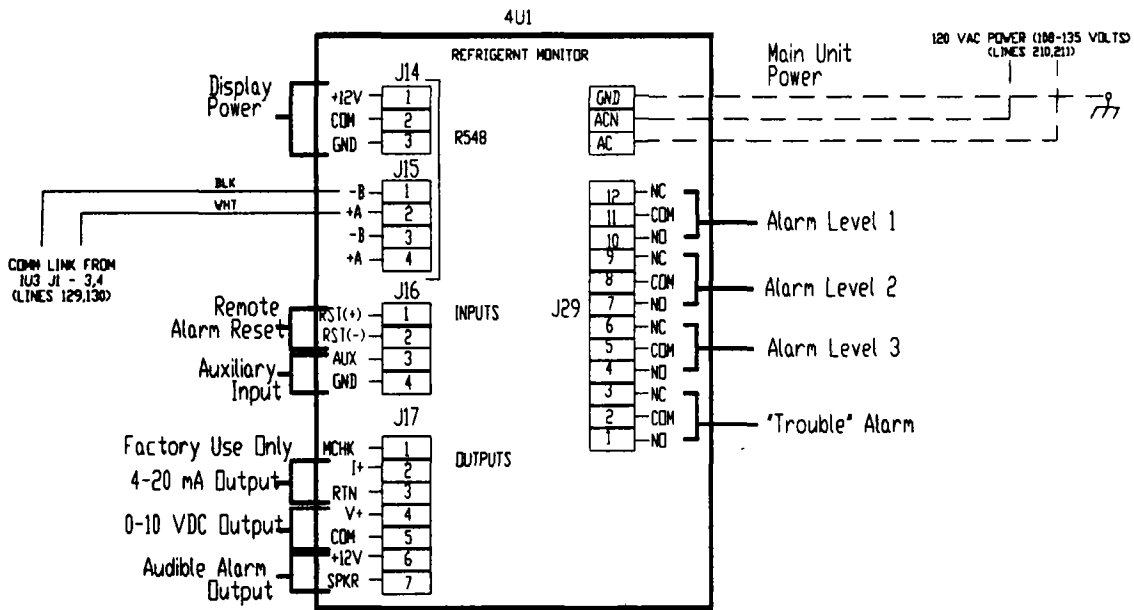 4U1
REFRIGERNT MONITOR
120 VAC POWER (108-135 VOLTS)
(LINES 210,211)
Main Unit
Power
Display
Power
J14
+12V 1
COM 2
GND 3
R548
GND
ACN
AC
J15
BLK
-B 1
WHT
+A 2
-B 3
+A 4
COMM LINK FROM
1U3 J1 - 3,4
(LINES 129,130)
12 NC
11 COM
10 NO
Alarm Level 1
9 NC
8 COM
7 NO
Alarm Level 2
J29
6 NC
5 COM
4 NO
Alarm Level 3
3 NC
2 COM
1 NO
"Trouble" Alarm
J16
INPUTS
Remote
Alarm Reset
RST(+) 1
RST(-) 2
Auxiliary
Input
AUX 3
GND 4
J17
OUTPUTS
Factory Use Only
MCHK 1
4-20 mA Output
I+ 2
RTN 3
0-10 VDC Output
V+ 4
COM 5
Audible Alarm
Output
+12V 6
SPKR 7